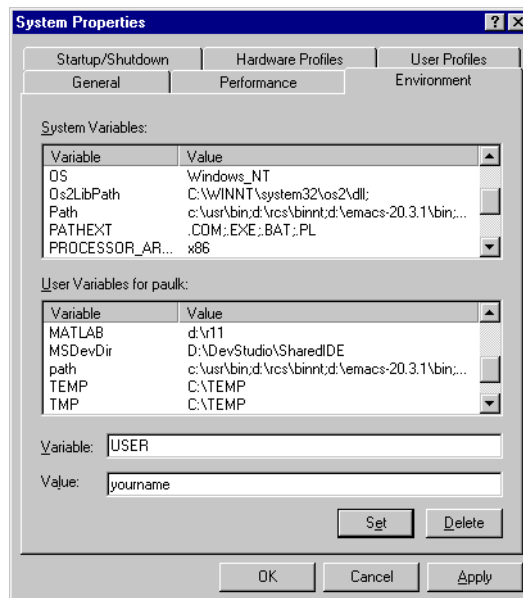 System Properties
Startup/Shutdown Hardware Profiles User Profiles
General Performance Environment
System Variables:
Variable Value
OS Windows_NT
Os2LibPath C:\WINNT\system32\os2\dll;
Path c:\usr\bin;d:\rcs\binnt;d:\emacs-20.3.1\bin;...
PATHEXT .COM;.EXE;.BAT;.PL
PROCESSOR_AR... x86
User Variables for paulk:
Variable Value
MATLAB d:\r11
MSDevDir D:\DevStudio\SharedIDE
path c:\usr\bin;d:\rcs\binnt;d:\emacs-20.3.1\bin;...
TEMP C:\TEMP
TMP C:\TEMP
Variable: USER
Value: yourname
Set Delete
OK Cancel Apply